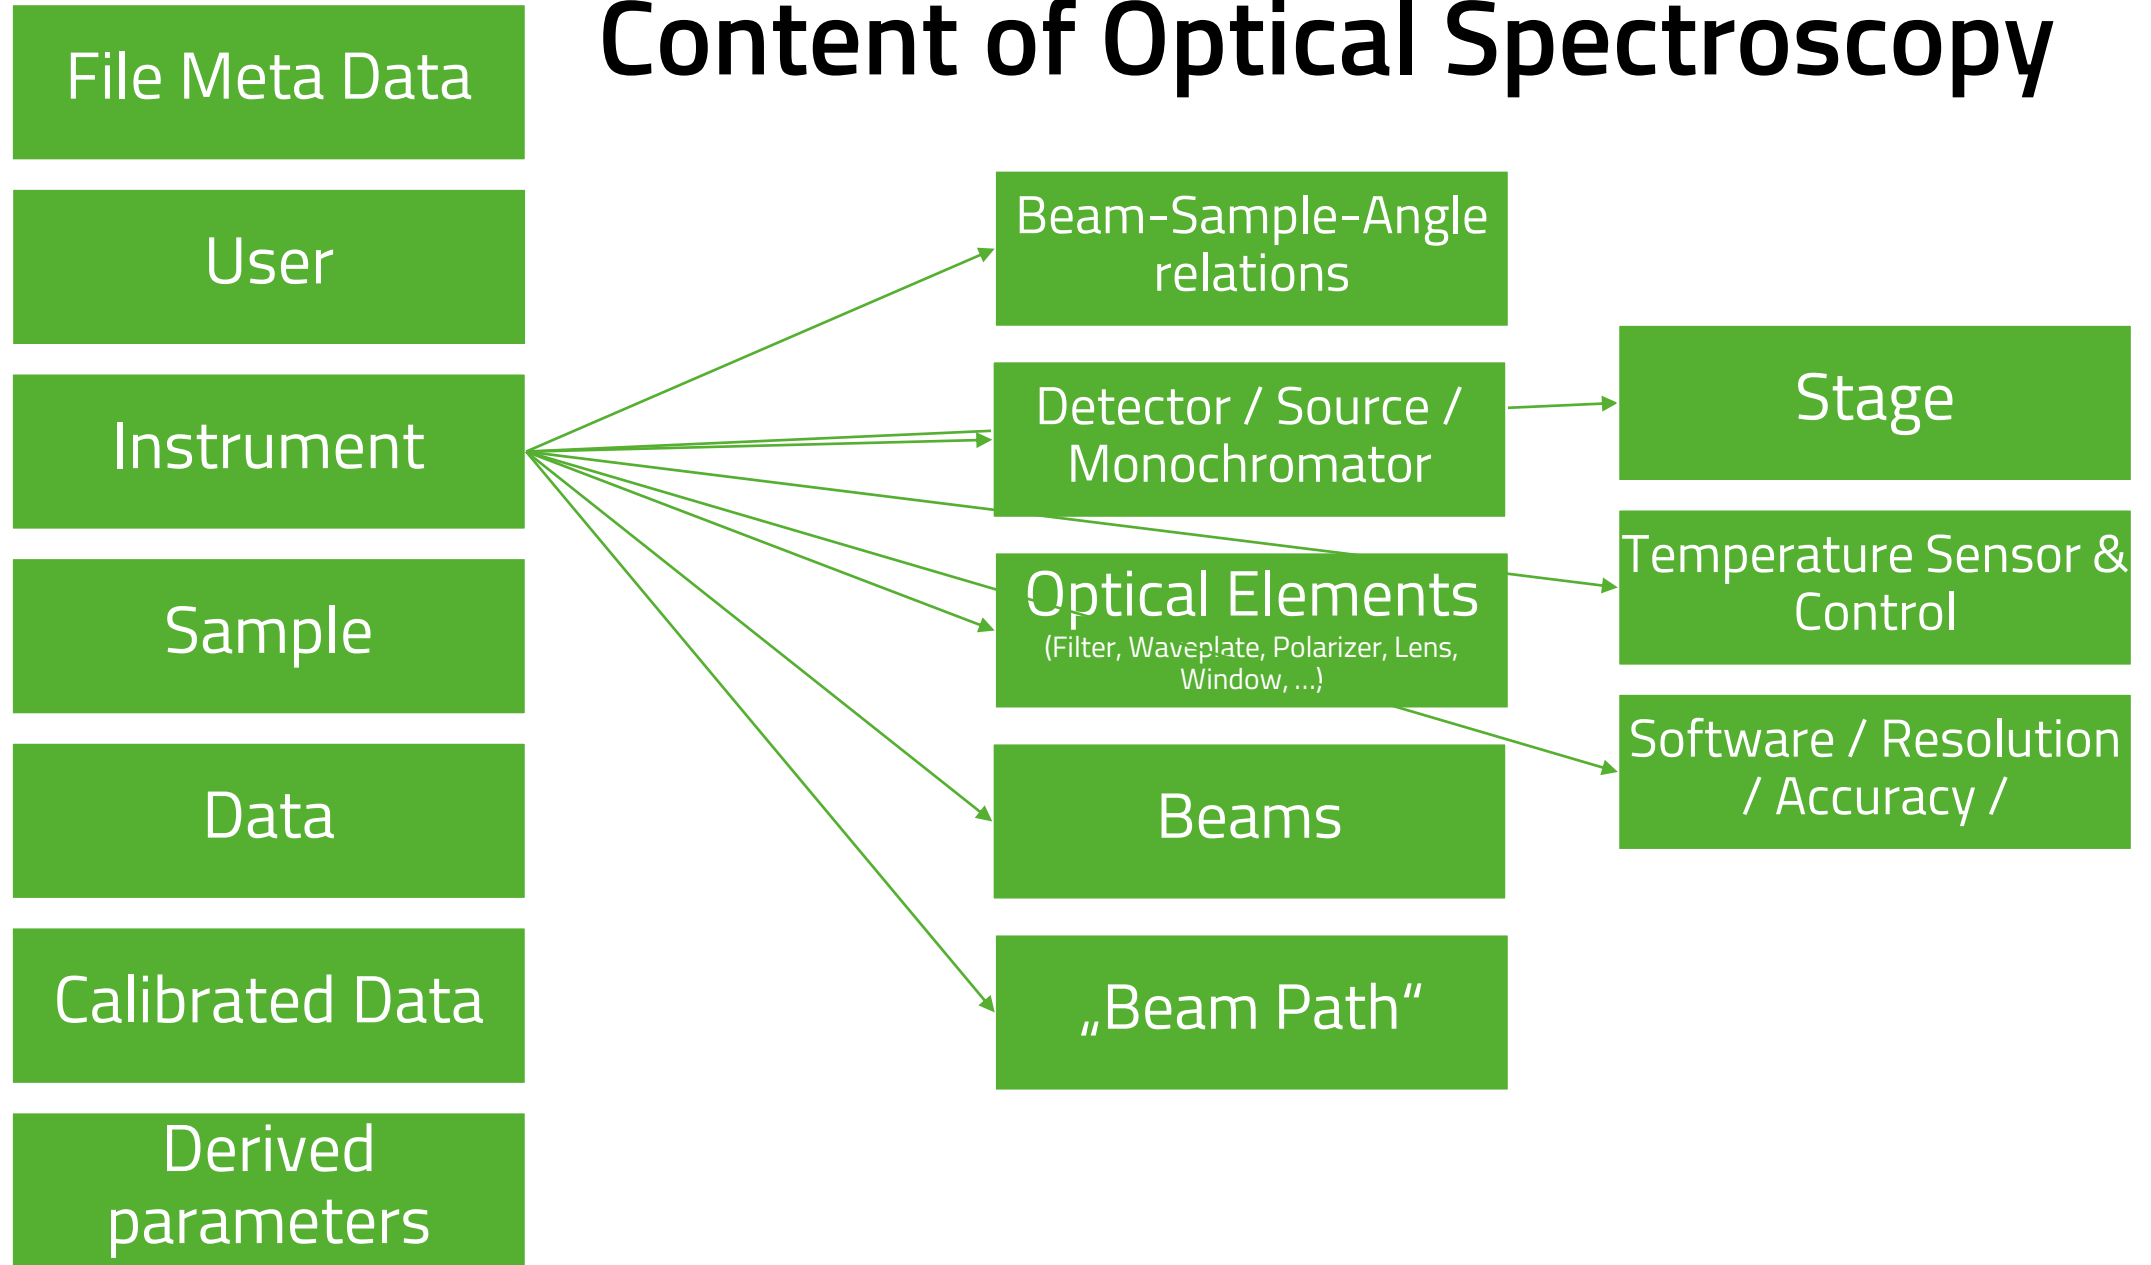 Content of Optical Spectroscopy
File Meta Data
User
Instrument
Sample
Data
Calibrated Data
Derived
parameters
Beam-Sample-Angle
relations
Detector / Source /
Monochromator
Optical Elements
(Filter, Waveplate, Polarizer, Lens,
Window, ...)
Beams
„Beam Path“
Stage
Temperature Sensor &
Control
Software / Resolution
/ Accuracy /